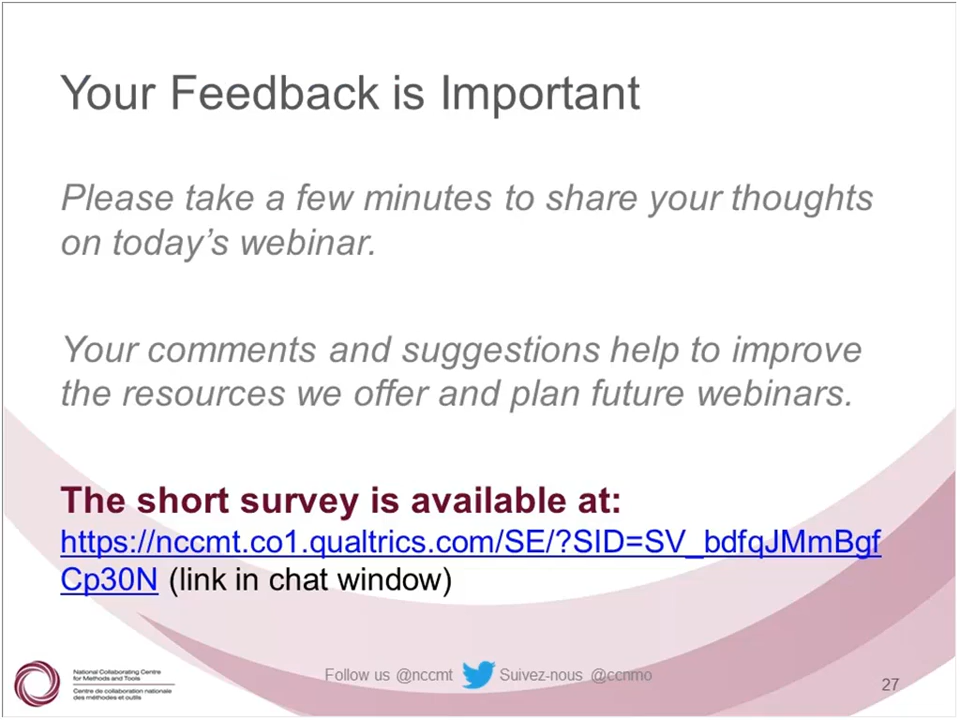 Your Feedback is Important
Please take a few minutes to share your thoughts
on today’s webinar.
Your comments and suggestions help to improve
the resources we offer and plan future webinars.
The short survey is available at:
https://nccmt.co1.qualtrics.com/SE/?SID=SV_bdfqJMmBgf
Cp30N (link in chat window)
National Collaborating Centre
for Methods and Tools
Centre de collaboration nationale
des méthodes et outils
Follow us @nccmt Suivez-nous @ccnmo
27